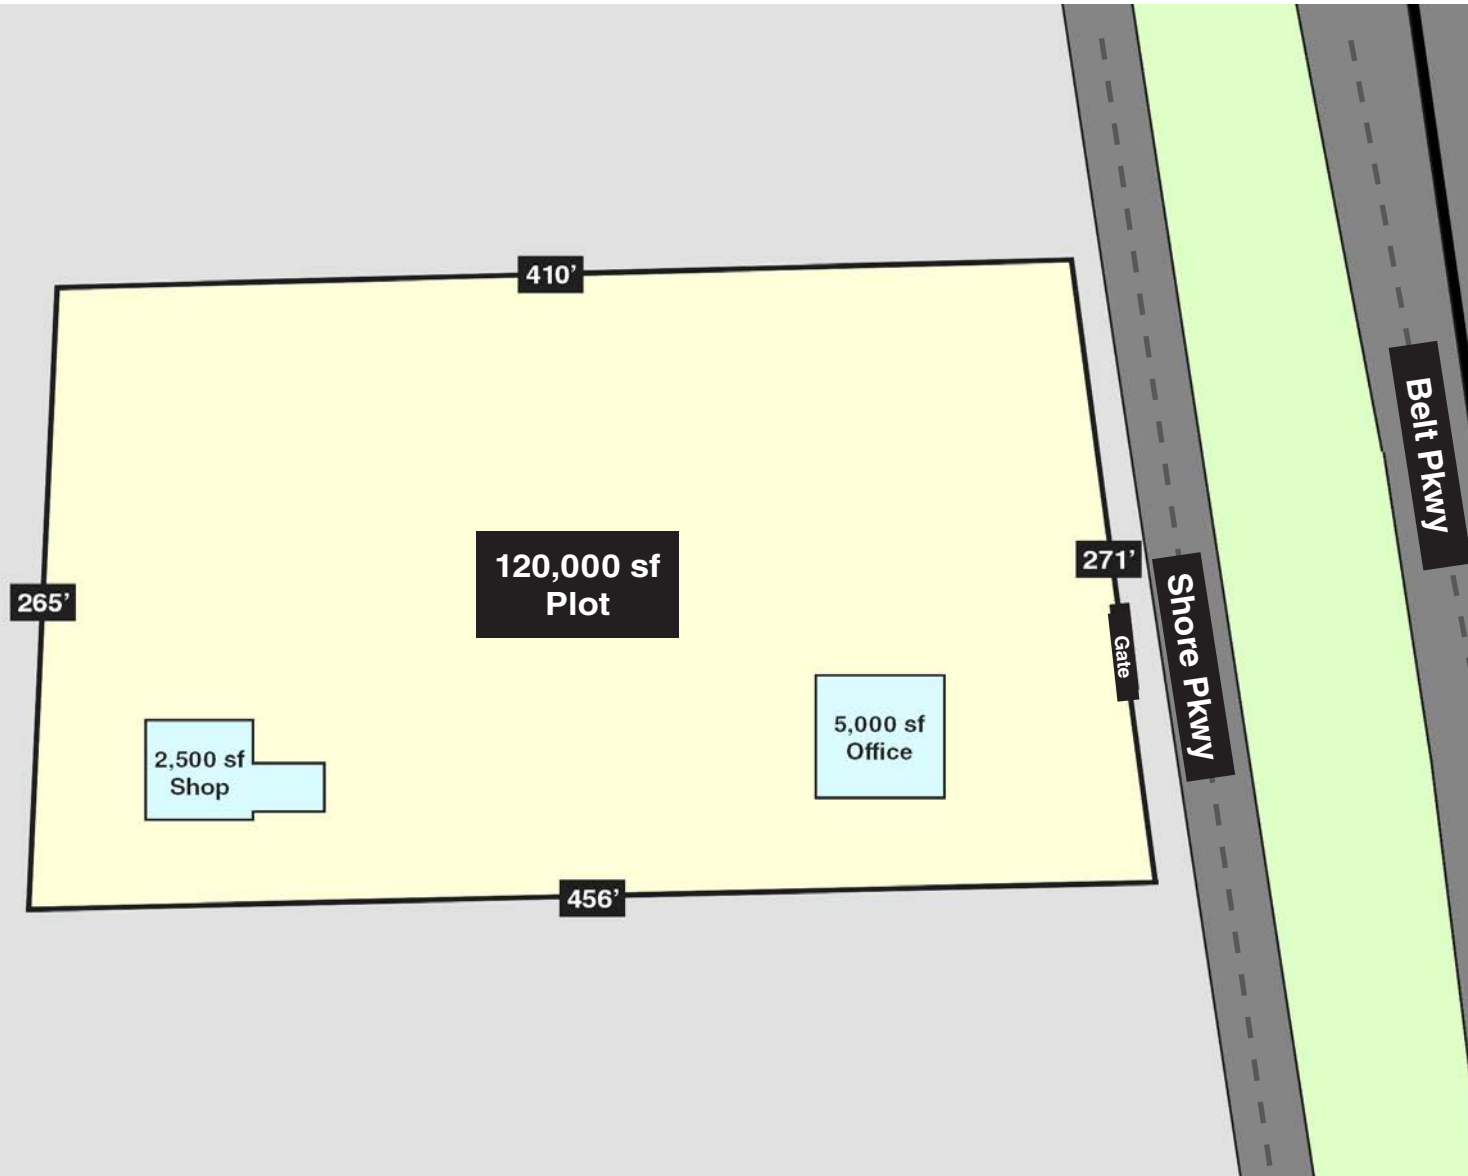 410’
Belt Pkwy
120,000 sf
Plot
271’
265’
Gate
Shore Pkwy
2,500 sf
Shop
5,000 sf
Office
456’